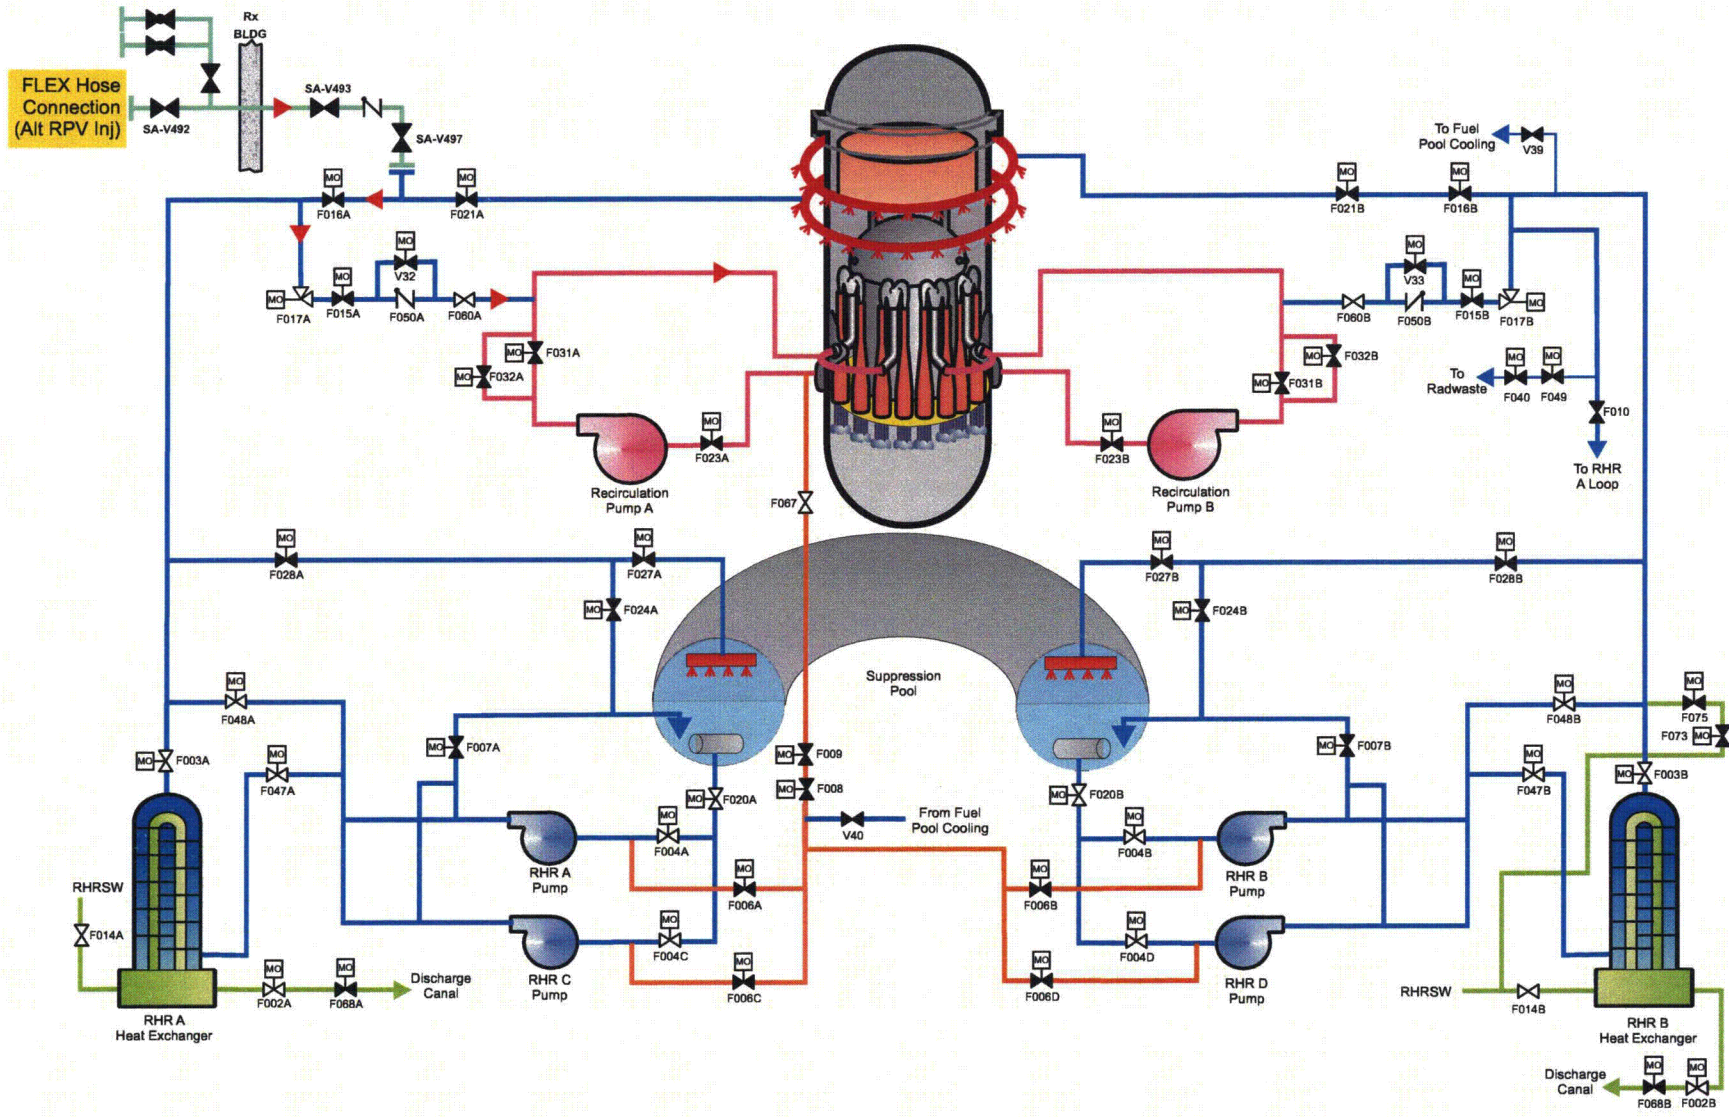 Rx
BLDG
FLEX Hose
Connection
(Alt RPV Inj)
SA-V492
SA-V493
SA-V497
To Fuel
Pool Cooling
V39
MO
F016A
MO
F021A
MO
F021B
MO
F016B
MO
F017A
MO
F015A
MO
V32
F050A
F060A
F060B
MO
V33
F050B
MO
F015B
MO
F017B
MO
F031A
MO
F032A
MO
F032B
MO
F031B
To
Radwaste
MO
F040
MO
F049
F010
To RHR
A Loop
MO
F023A
Recirculation
Pump A
MO
F023B
Recirculation
Pump B
F067
MO
F028A
MO
F027A
MO
F024A
MO
F027B
MO
F028B
MO
F024B
Suppression
Pool
MO
F048A
MO
F003A
MO
F047A
MO
F007A
MO
F009
MO
F008
MO
F020A
MO
F020B
MO
F007B
MO
F048B
MO
F047B
MO
F075
F073
MO
MO
F003B
V40
From Fuel
Pool Cooling
MO
F004A
RHR A
Pump
MO
F006A
MO
F004B
RHR B
Pump
MO
F006B
MO
F004C
RHR C
Pump
MO
F006C
MO
F004D
RHR D
Pump
MO
F006D
RHRSW
F014A
MO
F002A
MO
F068A
Discharge
Canal
RHR A
Heat Exchanger
RHRSW
F014B
RHR B
Heat Exchanger
Discharge
Canal
MO
F068B
MO
F002B